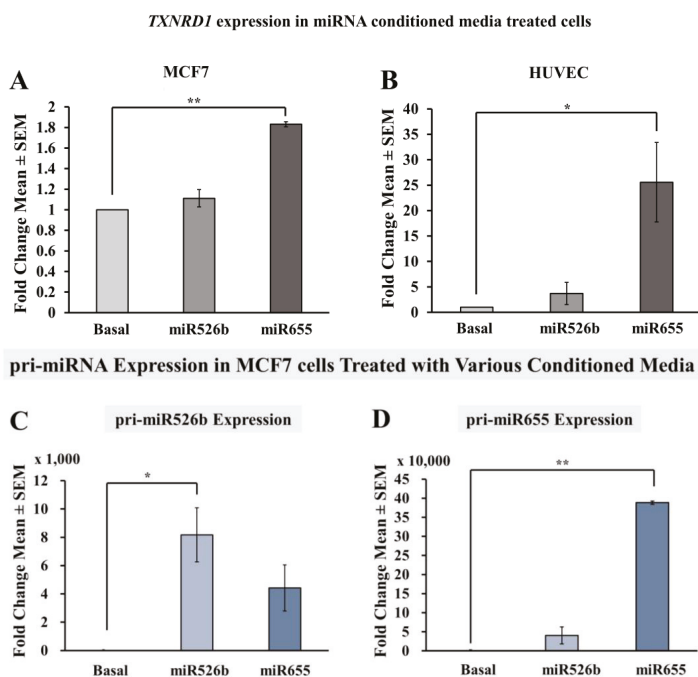 TXNRD1 expression in miRNA conditioned media treated cells
A
MCF7
Fold Change Mean ± SEM
2
1.8
1.6
1.4
1.2
1
0.8
0.6
0.4
0.2
0
**
Basal miR526b miR655
B
HUVEC
Fold Change Mean ± SEM
40
35
30
25
20
15
10
5
0
*
Basal miR526b miR655
pri-miRNA Expression in MCF7 cells Treated with Various Conditioned Media
C
pri-miR526b Expression
x 1,000
Fold Change Mean ± SEM
12
10
8
6
4
2
0
*
Basal miR526b miR655
D
pri-miR655 Expression
x 10,000
Fold Change Mean ± SEM
45
40
35
30
25
20
15
10
5
0
**
Basal miR526b miR655